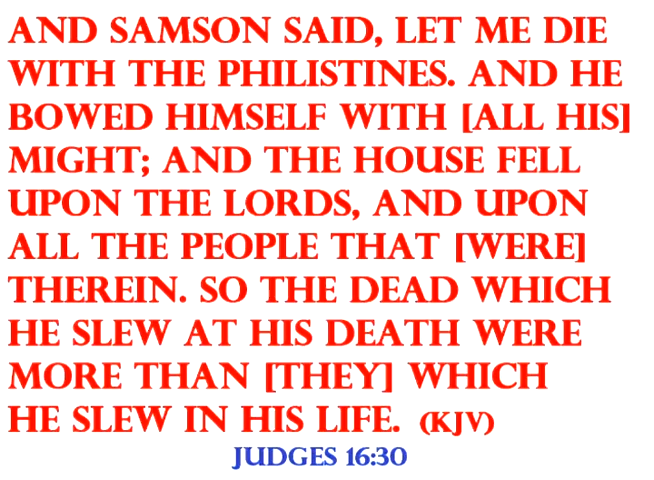 AND SAMSON SAID, LET ME DIE
WITH THE PHILISTINES. AND HE
BOWED HIMSELF WITH [ALL HIS]
MIGHT; AND THE HOUSE FELL
UPON THE LORDS, AND UPON
ALL THE PEOPLE THAT [WERE]
THEREIN. SO THE DEAD WHICH
HE SLEW AT HIS DEATH WERE
MORE THAN [THEY] WHICH
HE SLEW IN HIS LIFE. (KJV)
JUDGES 16:30